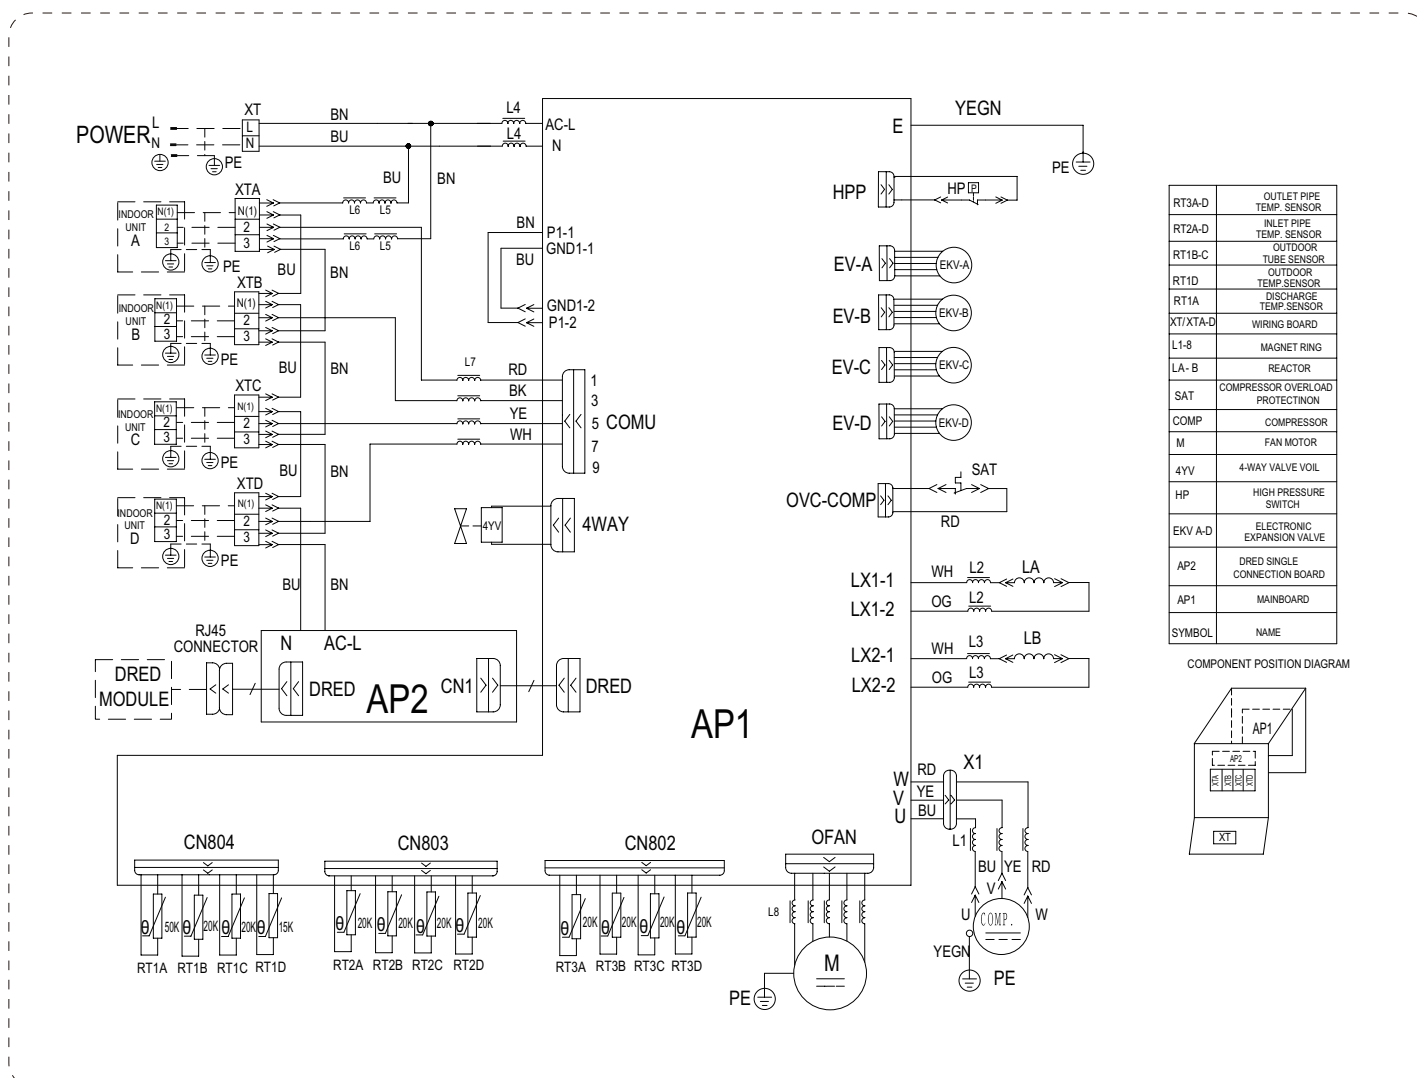 POWER L
N
PE
XT
L
N
BN
BU
L4
L4
AC-L
N
BU
BN
XTA
N(1)
2
3
L6 L5
L6 L5
INDOOR
UNIT
A
N(1)
2
3
PE
BU
BN
XTB
N(1)
2
3
INDOOR
UNIT
B
N(1)
2
3
PE
BU
BN
XTC
N(1)
2
3
INDOOR
UNIT
C
N(1)
2
3
PE
BU
BN
XTD
N(1)
2
3
INDOOR
UNIT
D
N(1)
2
3
PE
BU
BN
BN
BU
P1-1
GND1-1
GND1-2
P1-2
L7
RD
BK
YE
WH
1
3
5
7
9
COMU
4YV
4WAY
N AC-L
RJ45
CONNECTOR
DRED
MODULE
DRED
AP2
CN1
DRED
AP1
E
YEGN
PE
HPP
HP
P
EV-A
EKV-A
EV-B
EKV-B
EV-C
EKV-C
EV-D
EKV-D
OVC-COMP
SAT
RD
LX1-1
WH
L2
LA
LX1-2
OG
L2
LX2-1
WH
L3
LB
LX2-2
OG
L3
W
V
U
RD
YE
BU
X1
L1
BU YE RD
V
U
W
COMP.
YEGN
PE
CN804
θ 50K
θ 20K
θ 20K
θ 15K
RT1A RT1B RT1C RT1D
CN803
θ 20K
θ 20K
θ 20K
θ 20K
RT2A RT2B RT2C RT2D
CN802
θ 20K
θ 20K
θ 20K
θ 20K
RT3A RT3B RT3C RT3D
OFAN
L8
M
PE
RT3A-D OUTLET PIPE
TEMP. SENSOR
RT2A-D INLET PIPE
TEMP. SENSOR
RT1B-C OUTDOOR
TUBE SENSOR
RT1D OUTDOOR
TEMP.SENSOR
RT1A DISCHARGE
TEMP.SENSOR
XT/XTA-D WIRING BOARD
L1-8 MAGNET RING
LA- B REACTOR
SAT COMPRESSOR OVERLOAD
PROTECTINON
COMP COMPRESSOR
M FAN MOTOR
4YV 4-WAY VALVE VOIL
HP HIGH PRESSURE
SWITCH
EKV A-D ELECTRONIC
EXPANSION VALVE
AP2 DRED SINGLE
CONNECTION BOARD
AP1 MAINBOARD
SYMBOL NAME
COMPONENT POSITION DIAGRAM
AP1
AP2
XTA
XTB
XTC
XTD
XT